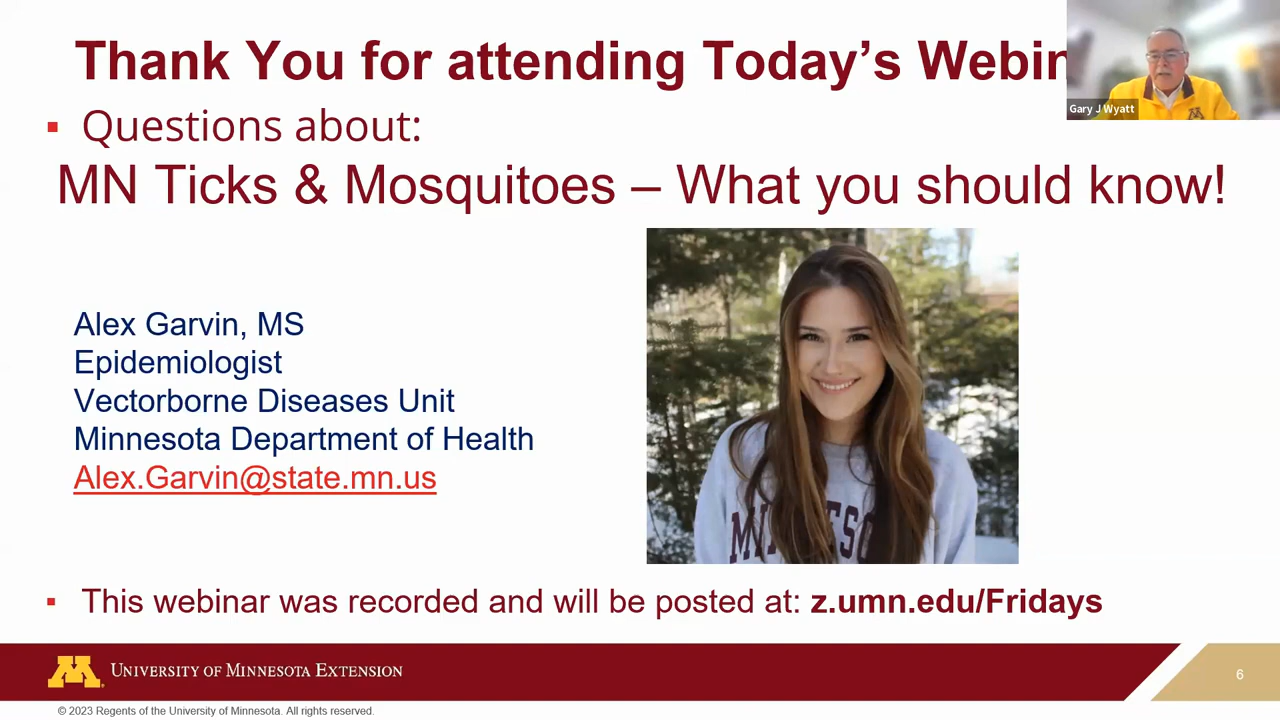 Thank You for attending Today's Webin
Gary J Wyatt
▪ Questions about:
MN Ticks & Mosquitoes – What you should know!
Alex Garvin, MS
Epidemiologist
Vectorborne Diseases Unit
Minnesota Department of Health
Alex.Garvin@state.mn.us
▪ This webinar was recorded and will be posted at: z.umn.edu/Fridays
M University of Minnesota Extension
6
© 2023 Regents of the University of Minnesota. All rights reserved.